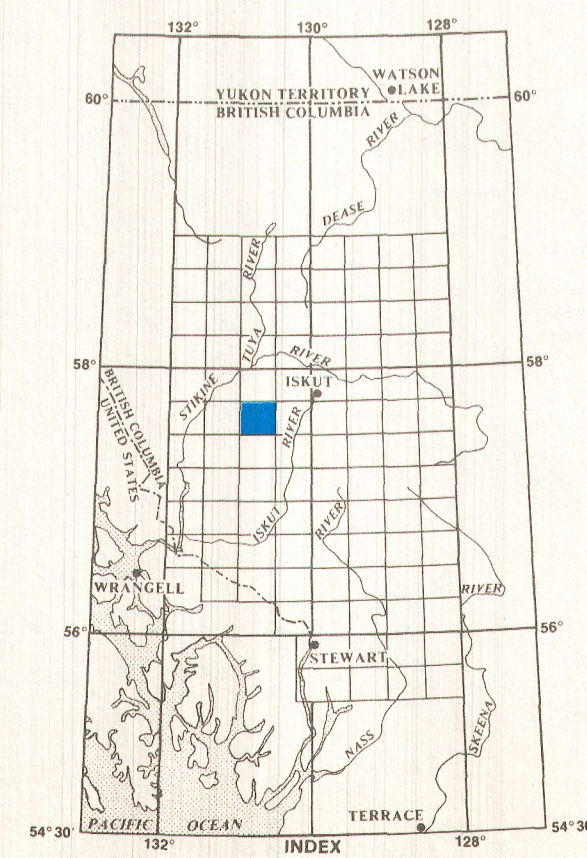 132° 130° 128°
WATSON
LAKE
60° 60°
YUKON TERRITORY
BRITISH COLUMBIA
RIVER
DEASE
RIVER
TUYA
RIVER
58° 58°
STIKINE
ISKUT
BRITISH COLUMBIA
UNITED STATES
RIVER
ISKUT
RIVER
WRANGELL
RIVER
56° 56°
STEWART
SKEENA
NASS
TERRACE
54° 30' PACIFIC OCEAN 54° 30
132° 128°
INDEX